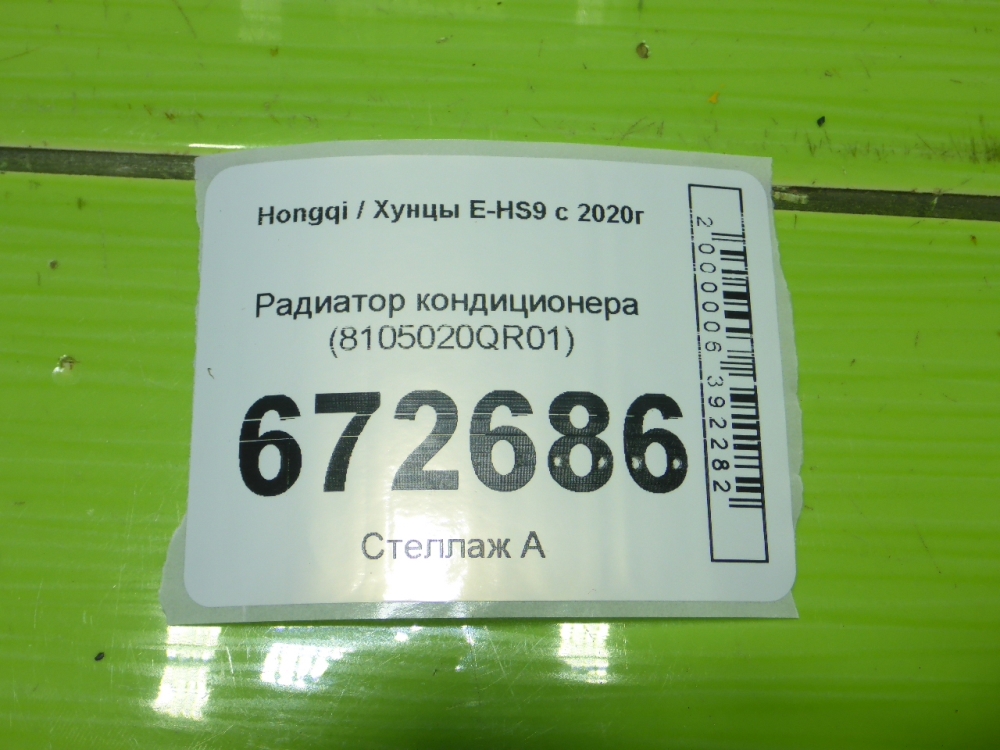 Hongqi / Хунцы E-HS9 с 2020г
Радиатор кондиционера
(8105020QR01)
672686
Стеллаж А
2000006392282